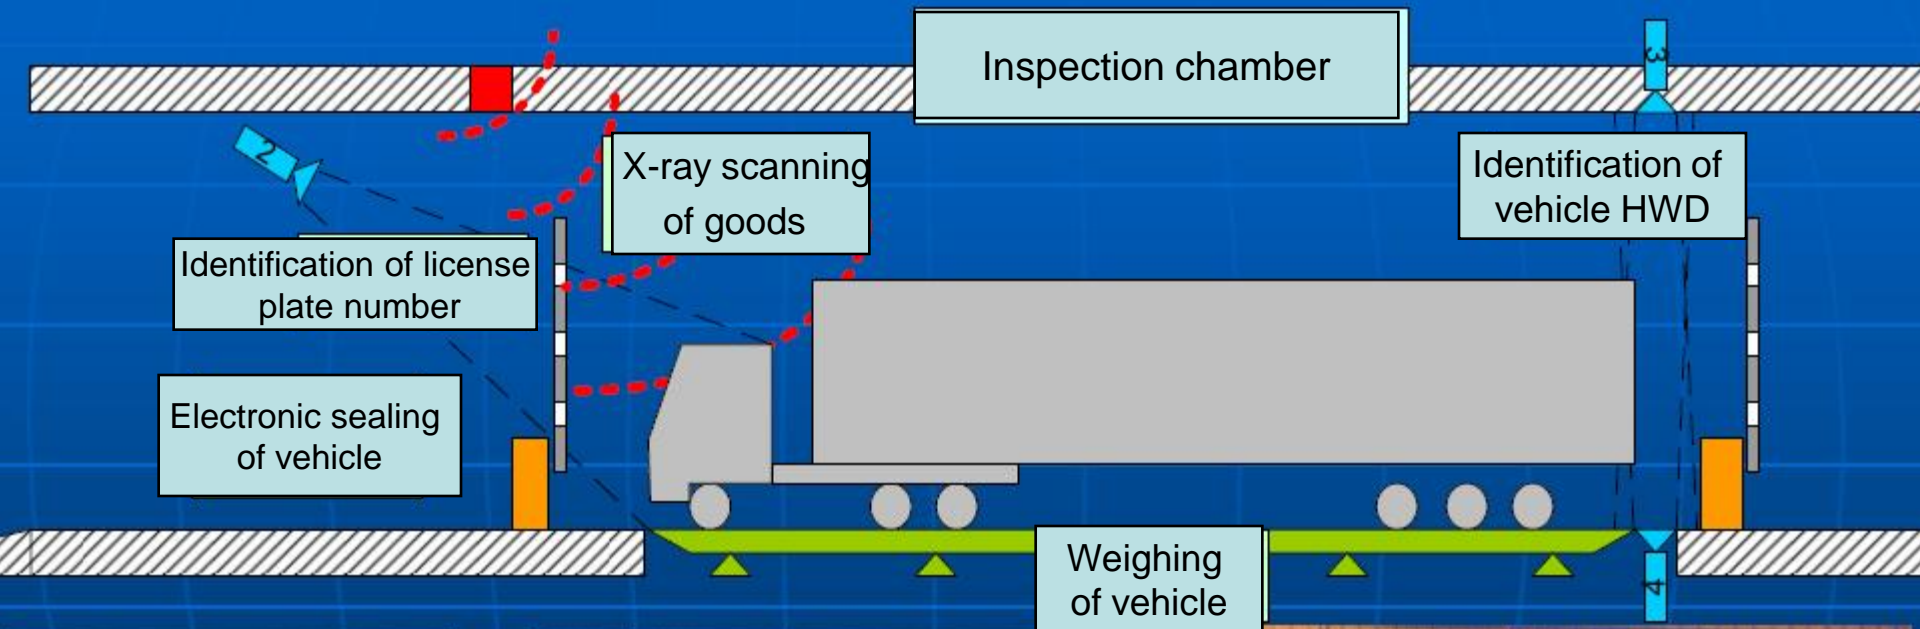 Inspection chamber
3
2
X-ray scanning
of goods
Identification of
vehicle HWD
Identification of license
plate number
Electronic sealing
of vehicle
Weighing
of vehicle
4